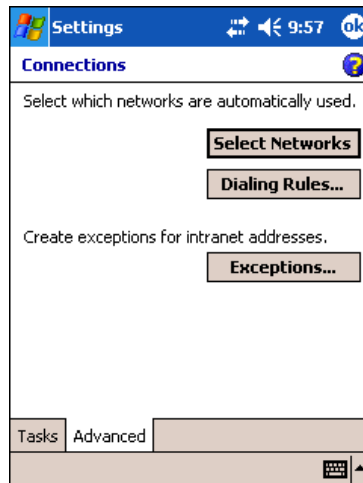 Settings 9:57 ok
Connections
Select which networks are automatically used.
Select Networks
Dialing Rules...
Create exceptions for intranet addresses.
Exceptions...
Tasks Advanced